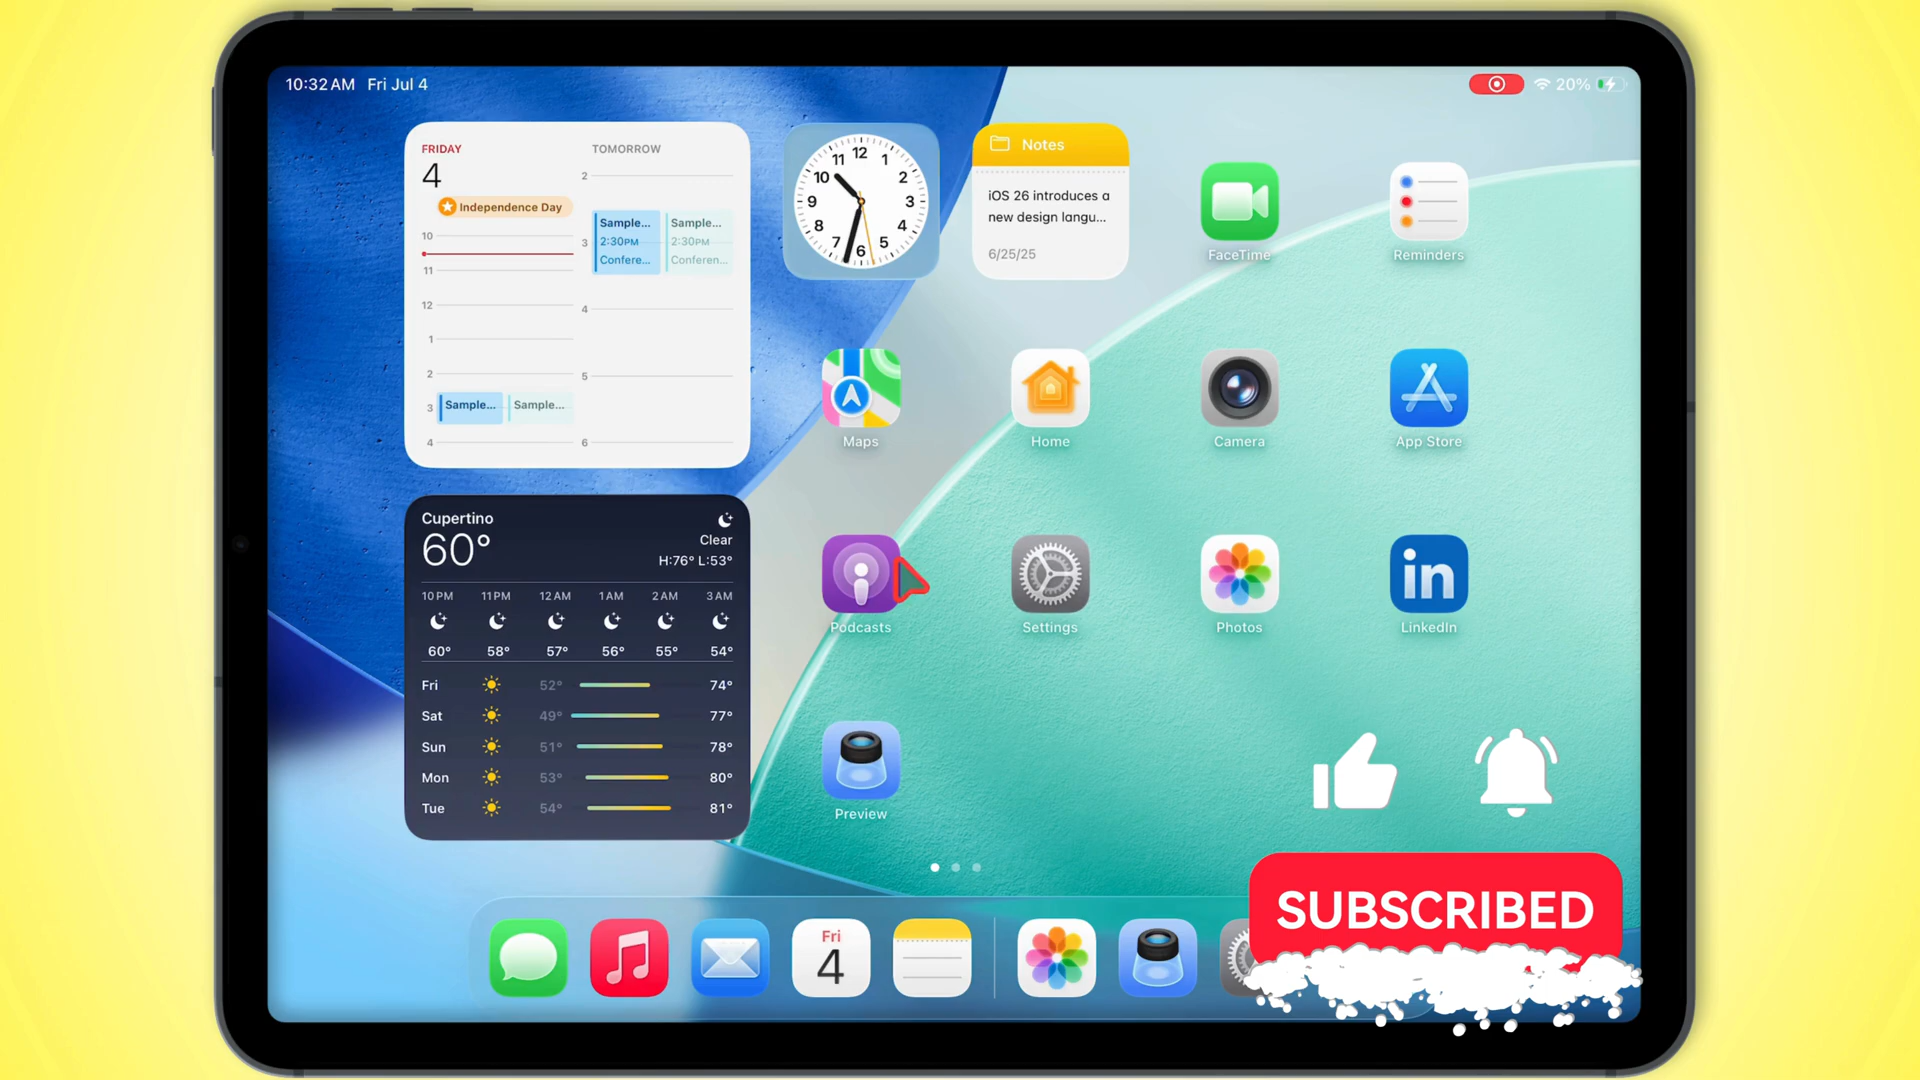 10:32 AM Fri Jul 4
20%
FRIDAY
4
TOMORROW
Independence Day
10
11
12
1
2
3
4
Sample...
Sample...
2
3
4
5
6
Sample...
2:30PM
Confere...
Sample...
2:30PM
Conferen...
12
1
2
3
4
5
6
7
8
9
10
11
Notes
iOS 26 introduces a
new design langu...
6/25/25
FaceTime
Reminders
Maps
Home
Camera
App Store
Cupertino
60°
Clear
H:76° L:53°
10 PM 11 PM 12 AM 1 AM 2 AM 3 AM
60° 58° 57° 56° 55° 54°
Fri 52° 74°
Sat 49° 77°
Sun 51° 78°
Mon 53° 80°
Tue 54° 81°
Podcasts
Settings
Photos
in
LinkedIn
Preview
Fri
4
SUBSCRIBED